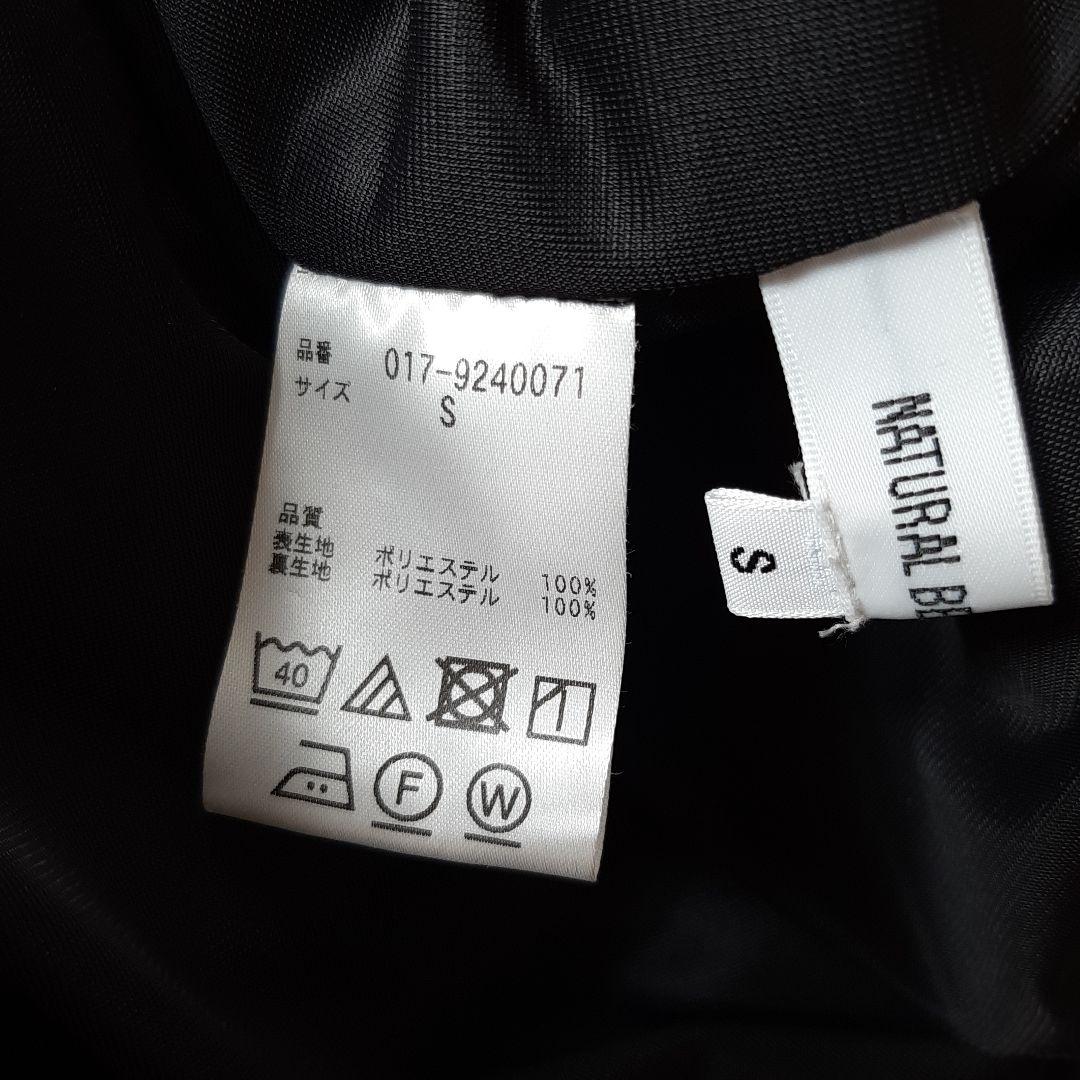 品番 017-9240071
サイズ S
品質
表生地 ポリエステル 100%
裏生地 ポリエステル 100%
40
F W
NATURAL
S